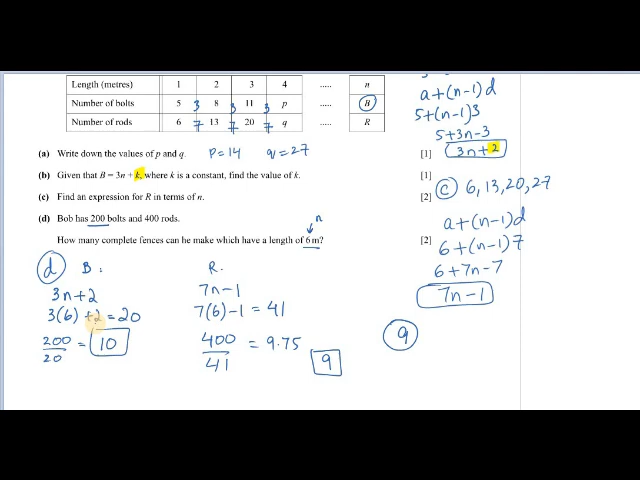 Length (metres) 1 2 3 4 ..... n
Number of bolts 5 3 8 3 11 3 p ..... B
Number of rods 6 7 13 7 20 7 q ..... R
(a) Write down the values of p and q. P=14 q=27 [1]
(b) Given that B = 3n + k, where k is a constant, find the value of k. [1]
(c) Find an expression for R in terms of n. [2]
(d) Bob has 200 bolts and 400 rods.
n
How many complete fences can he make which have a length of 6 m? [2]
d B:
3n+2
3(6)+2=20
200/20 = 10
R.
7n-1
7(6)-1=41
400/41 = 9.75
9
a+(n-1)d
5+(n-1)3
5+3n-3
3n+2
C 6,13,20,27
a+(n-1)d
6+(n-1)7
6+7n-7
7n-1
9